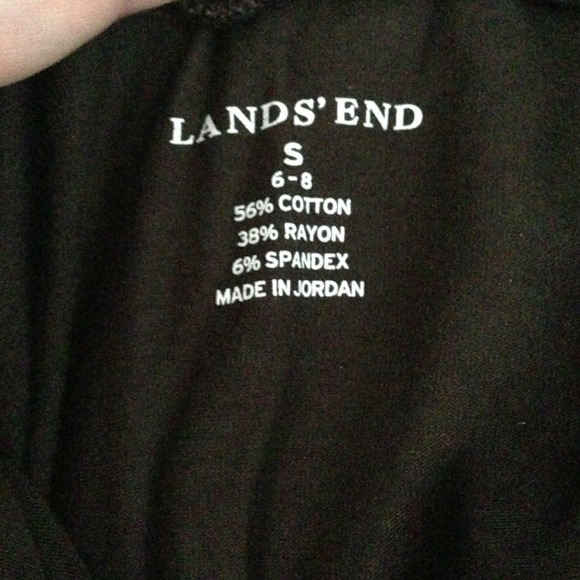 LANDS' END
S
6-8
56% COTTON
38% RAYON
6% SPANDEX
MADE IN JORDAN